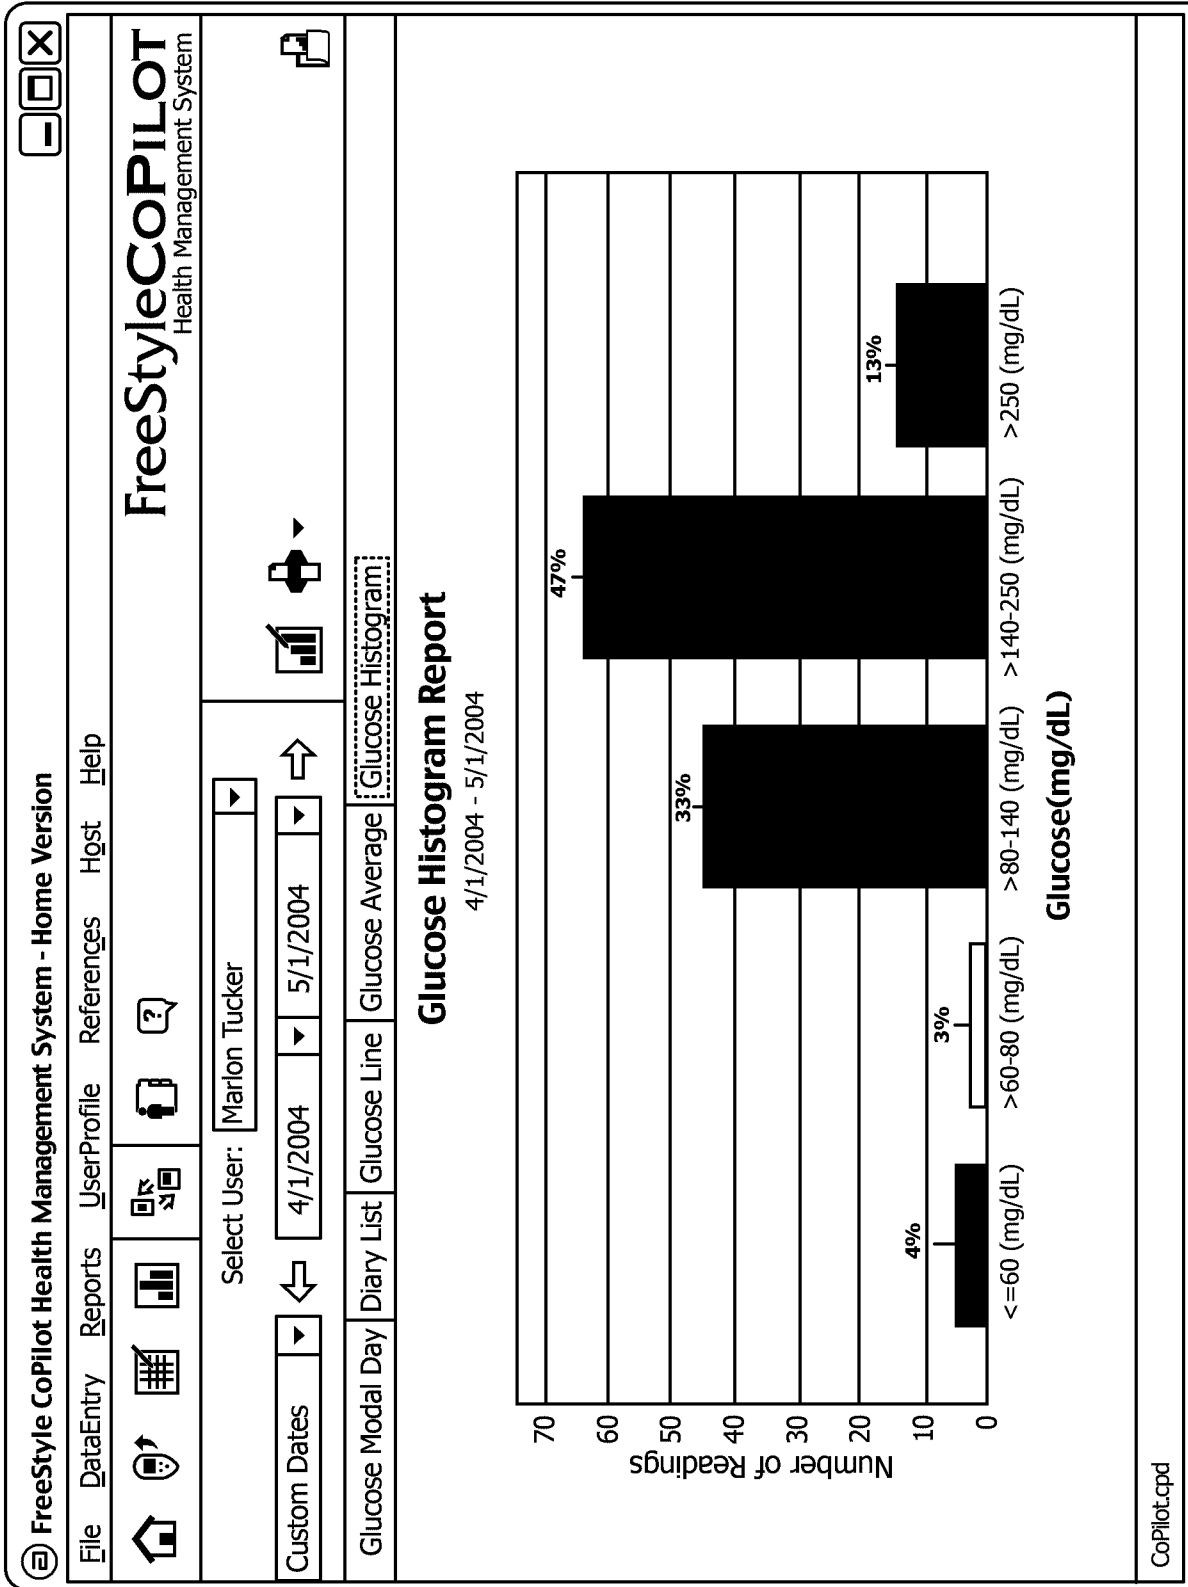 FreeStyle CoPilot Health Management System - Home Version
File DataEntry Reports UserProfile References Host Help
FreeStyleCoPilot
Health Management System
Select User: Marlon Tucker
Custom Dates 4/1/2004 5/1/2004
Glucose Modal Day Diary List Glucose Line Glucose Average Glucose Histogram
Glucose Histogram Report
4/1/2004 - 5/1/2004
Number of Readings
70
60
50
40
30
20
10
0
4%
3%
33%
47%
13%
<=60 (mg/dL) >60-80 (mg/dL) >80-140 (mg/dL) >140-250 (mg/dL) >250 (mg/dL)
Glucose(mg/dL)
CoPilot.cpd